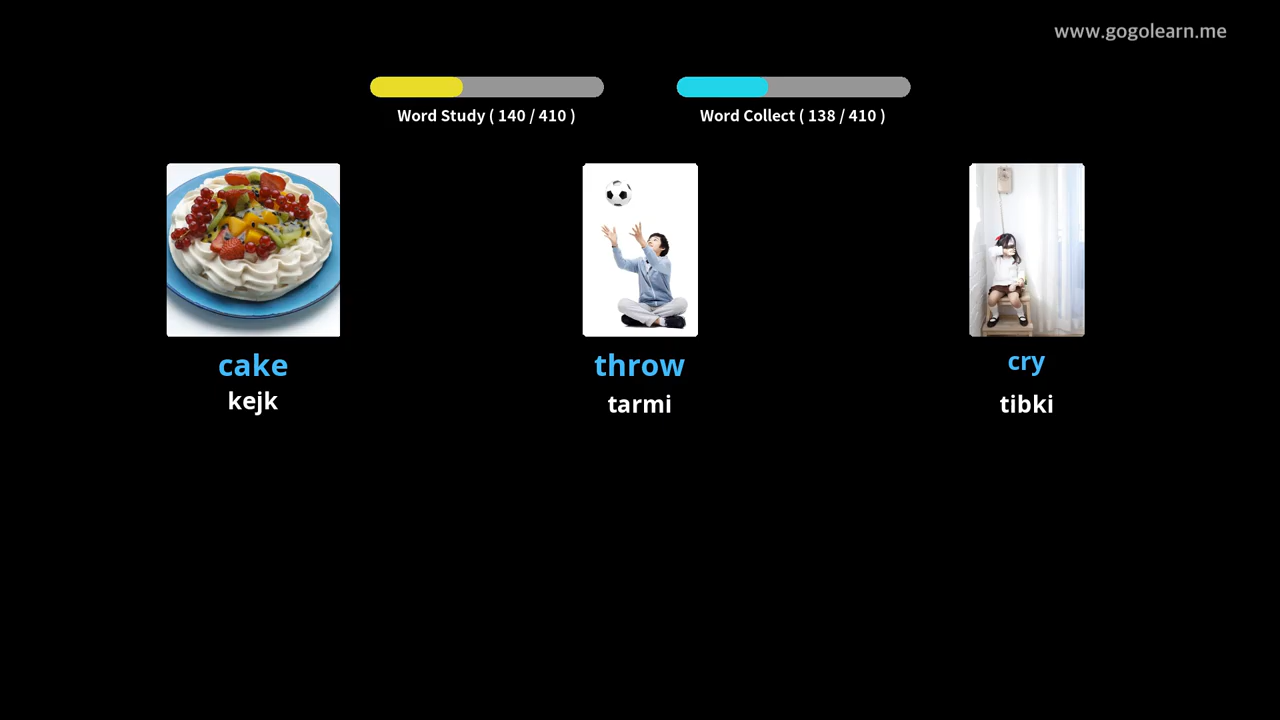 www.gogolearn.me
Word Study ( 140 / 410 )
Word Collect ( 138 / 410 )
cake
kejk
throw
tarmi
cry
tibki